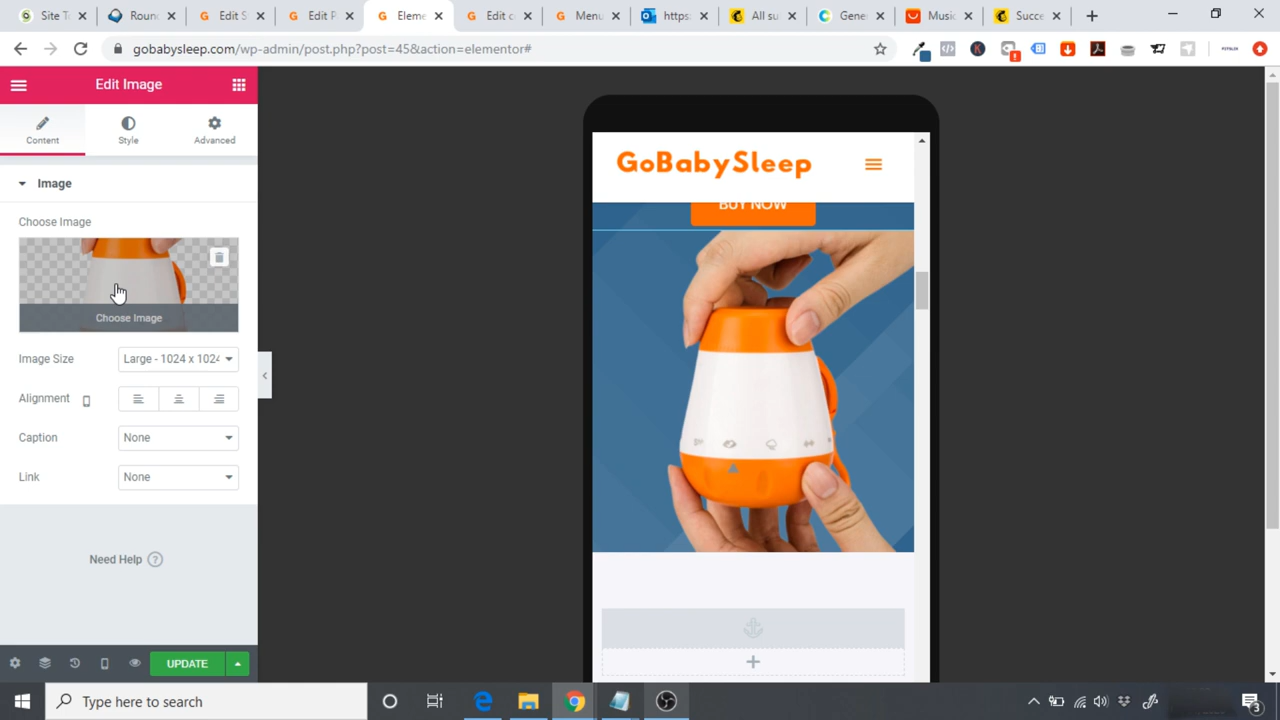 Site T
Roun
Edit S
Edit P
Eleme
Edit c
Menu
https
All su
Gene
Music
Succe
gobabysleep.com/wp-admin/post.php?post=45&action=elementor#
Edit Image
Content
Style
Advanced
Image
Choose Image
Choose Image
Image Size
Large - 1024 x 1024
Alignment
Caption
None
Link
None
Need Help ?
UPDATE
GoBabySleep
BUY NOW
Type here to search
3